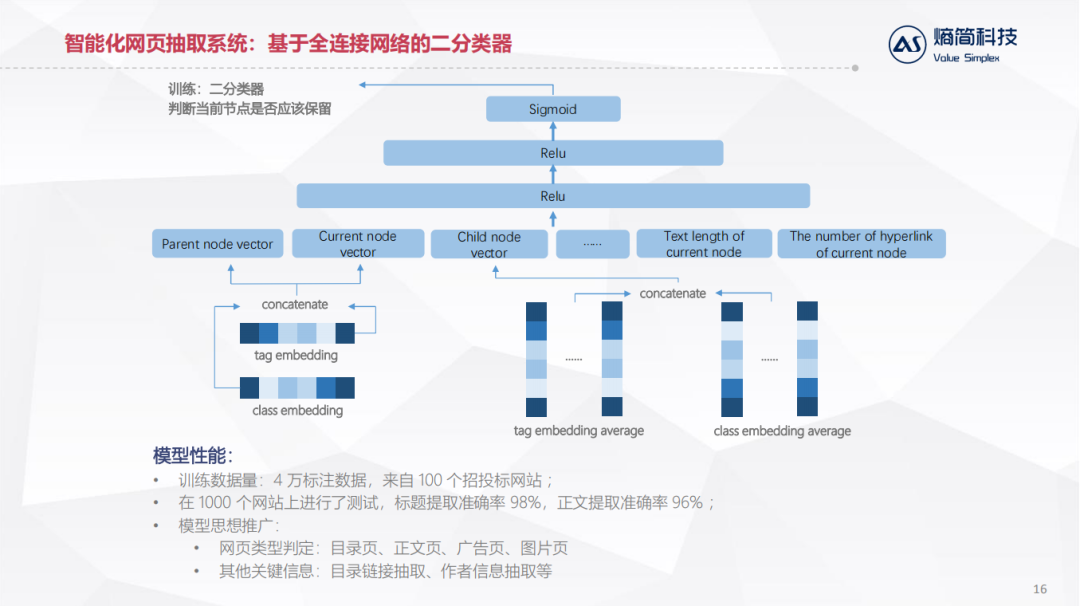 智能化网页抽取系统：基于全连接网络的二分类器
熵简科技
Value Simplex
训练：二分类器
判断当前节点是否应该保留
Sigmoid
Relu
Relu
Parent node vector
Current node
vector
Child node
vector
......
Text length of
current node
The number of hyperlink
of current node
concatenate
concatenate
tag embedding
......
......
class embedding
tag embedding average
class embedding average
模型性能：
• 训练数据量：4 万标注数据，来自 100 个招投标网站；
• 在 1000 个网站上进行了测试，标题提取准确率 98%，正文提取准确率 96%；
• 模型思想推广：
• 网页类型判定：目录页、正文页、广告页、图片页
• 其他关键信息：目录链接抽取、作者信息抽取等
16